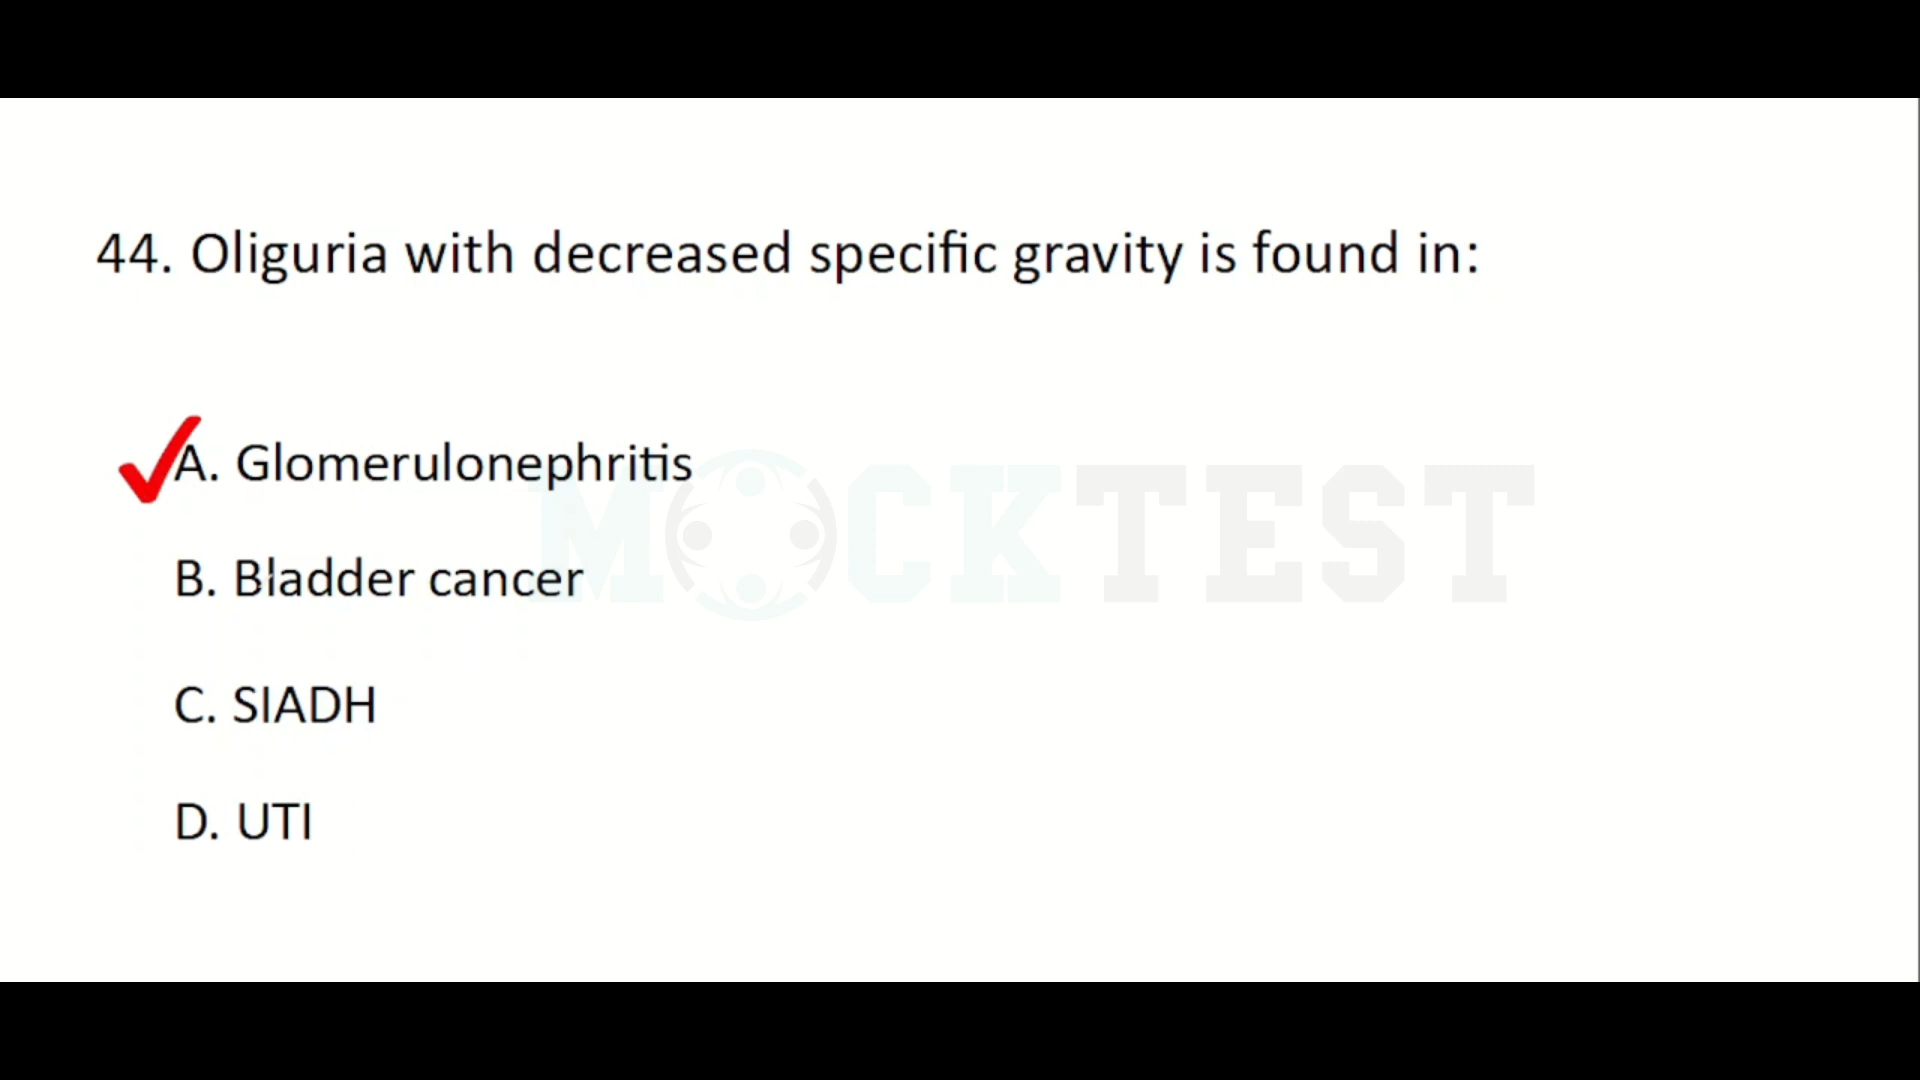 44. Oliguria with decreased specific gravity is found in:
A. Glomerulonephritis
MOCKTEST
B. Bladder cancer
C. SIADH
D. UTI